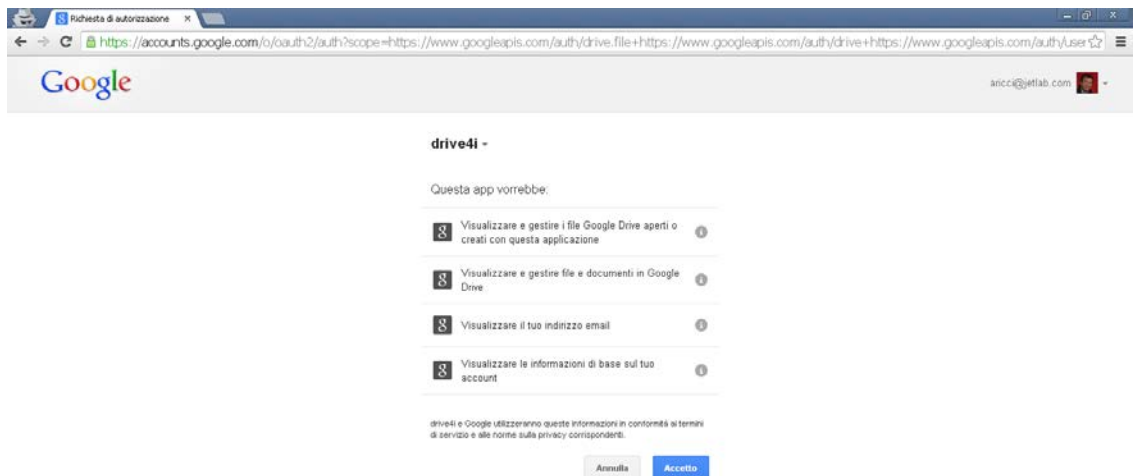 Richiesta di autorizzazione
https://accounts.google.com/o/oauth2/auth?scope=https://www.googleapis.com/auth/drive.file+https://www.googleapis.com/auth/drive+https://www.googleapis.com/auth/user
Google
aricci@jetlab.com
drive4i
Questa app vorrebbe:
Visualizzare e gestire i file Google Drive aperti o
creati con questa applicazione
Visualizzare e gestire file e documenti in Google
Drive
Visualizzare il tuo indirizzo email
Visualizzare le informazioni di base sul tuo
account
drive4i e Google utilizzeranno queste informazioni in conformità ai termini
di servizio e alle norme sulla privacy corrispondenti.
Annulla Accetto